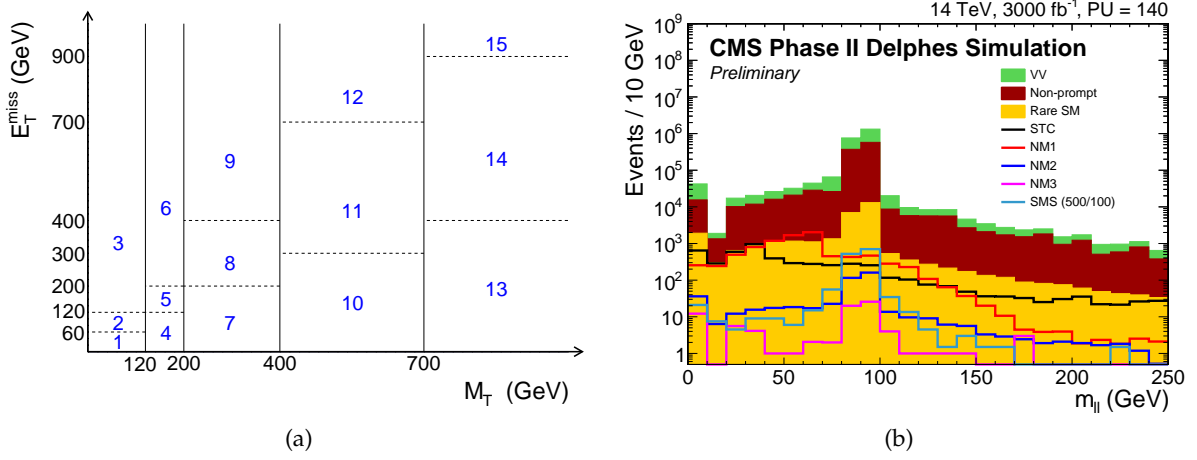 E_T^miss (GeV)
900
700
400
300
200
120
60
15
12
14
9
6
11
3
8
5
13
10
2
7
4
1
120 200 400 700
M_T (GeV)
(a)
14 TeV, 3000 fb⁻¹, PU = 140
CMS Phase II Delphes Simulation
Preliminary
VV
Non-prompt
Rare SM
STC
NM1
NM2
NM3
SMS (500/100)
Events / 10 GeV
10⁹
10⁸
10⁷
10⁶
10⁵
10⁴
10³
10²
10
1
0 50 100 150 200 250
m_ll (GeV)
(b)